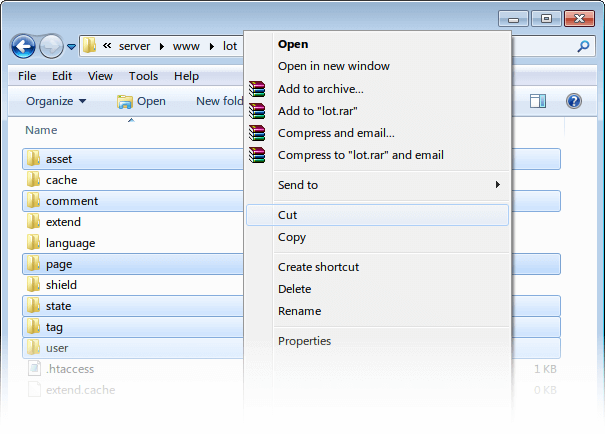 « server ▸ www ▸ lot
File Edit View Tools Help
Organize Open New fold
Name
asset
cache
comment
extend
language
page
shield
state
tag
user
.htaccess 1 KB
extend.cache 0 KB
Open
Open in new window
Add to archive...
Add to "lot.rar"
Compress and email...
Compress to "lot.rar" and email
Send to
Cut
Copy
Create shortcut
Delete
Rename
Properties